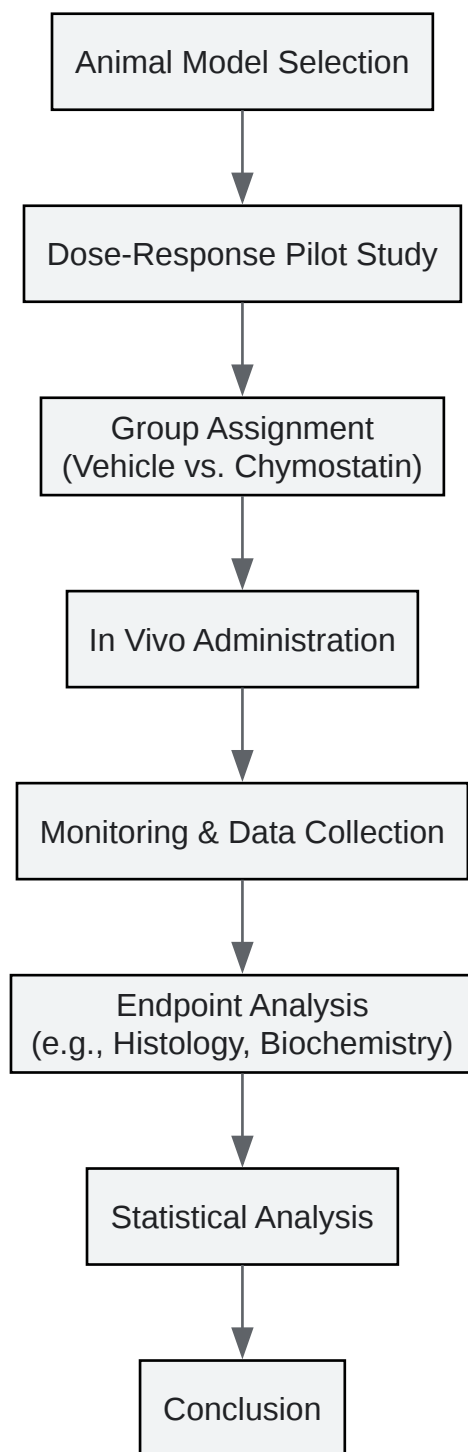 Animal Model Selection
Dose-Response Pilot Study
Group Assignment
(Vehicle vs. Chymostatin)
In Vivo Administration
Monitoring & Data Collection
Endpoint Analysis
(e.g., Histology, Biochemistry)
Statistical Analysis
Conclusion